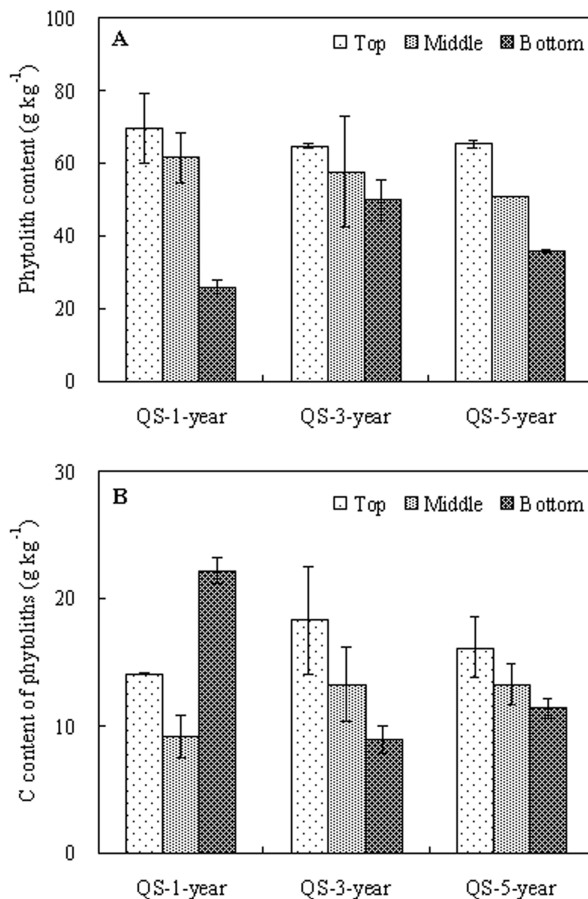 100
A
Top Middle Bottom
80
60
40
20
0
Phytolith content (g kg⁻¹)
QS-1-year QS-3-year QS-5-year
30
B
Top Middle Bottom
20
10
0
C content of phytoliths (g kg⁻¹)
QS-1-year QS-3-year QS-5-year